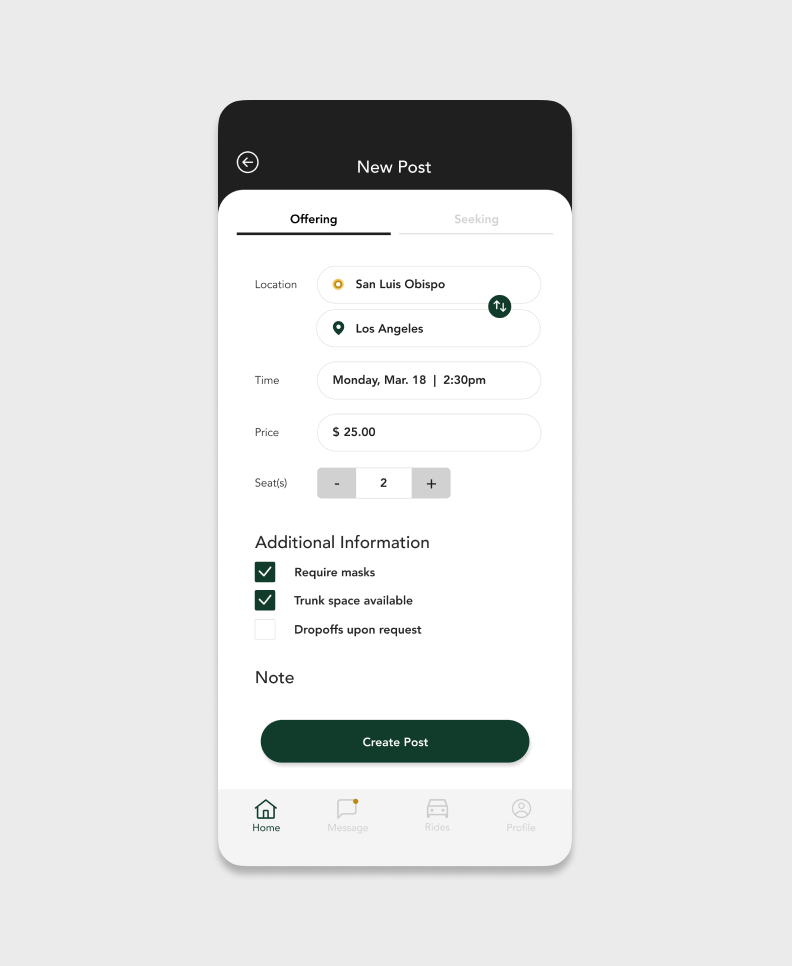 New Post
Offering Seeking
Location San Luis Obispo
Los Angeles
Time Monday, Mar. 18 | 2:30pm
Price $ 25.00
Seat(s) - 2 +
Additional Information
Require masks
Trunk space available
Dropoffs upon request
Note
Create Post
Home Message Rides Profile